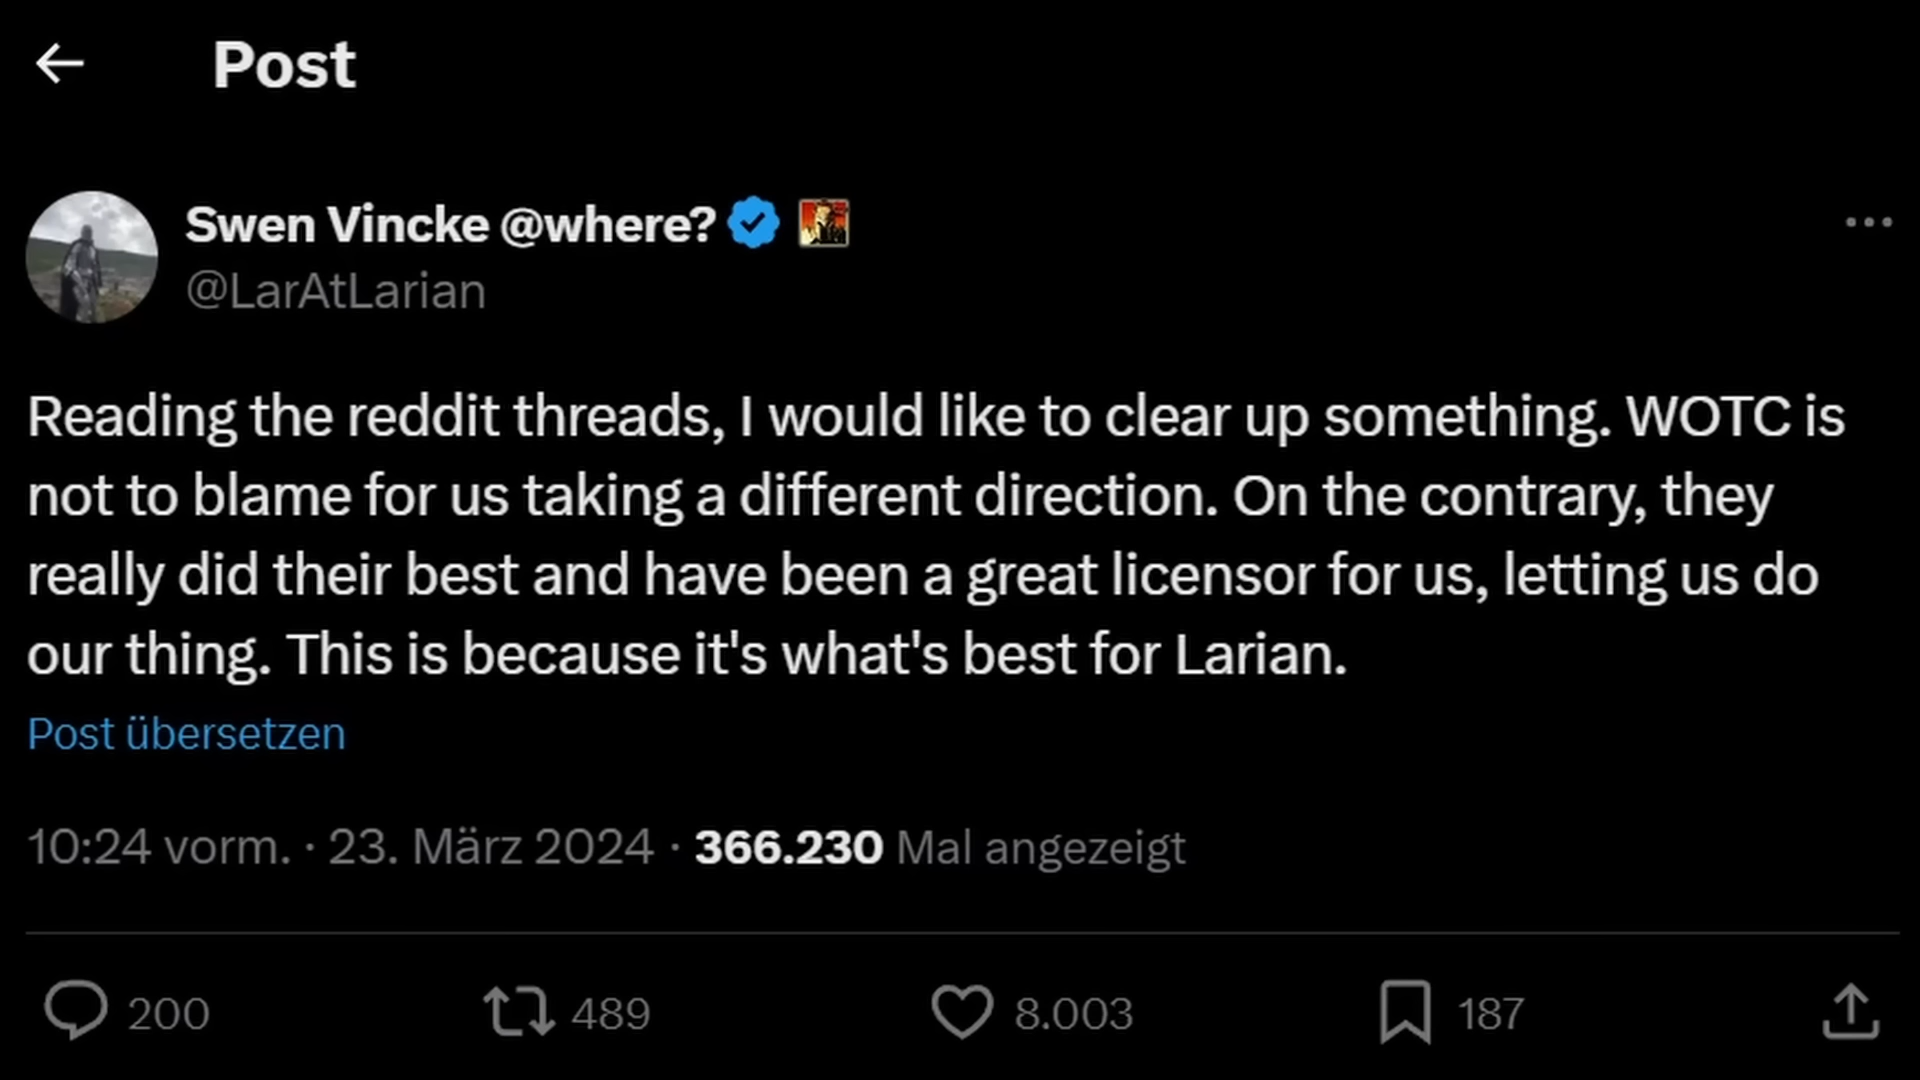 Post
Swen Vincke @where?
@LarAtLarian
Reading the reddit threads, I would like to clear up something. WOTC is
not to blame for us taking a different direction. On the contrary, they
really did their best and have been a great licensor for us, letting us do
our thing. This is because it's what's best for Larian.
Post übersetzen
10:24 vorm. · 23. März 2024 · 366.230 Mal angezeigt
200 489 8.003 187